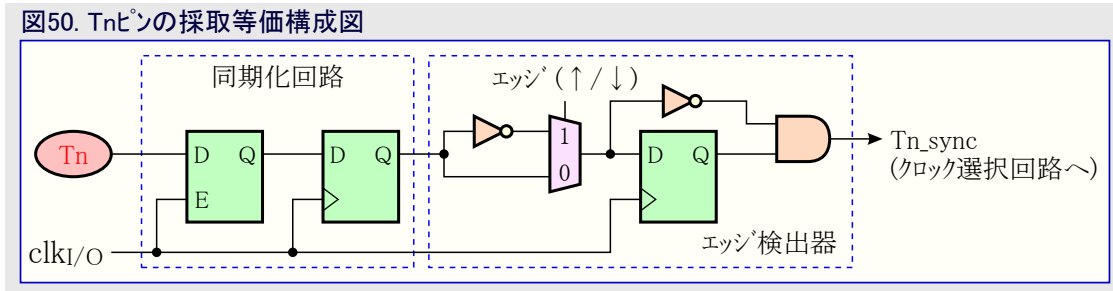 図50. Tnﾋﾟﾝの採取等価構成図
同期化回路
ｴｯｼﾞ(↑/↓)
Tn
D Q
E
D Q
1
0
D Q
Tn_sync
(ｸﾛｯｸ選択回路へ)
clkI/O
ｴｯｼﾞ検出器